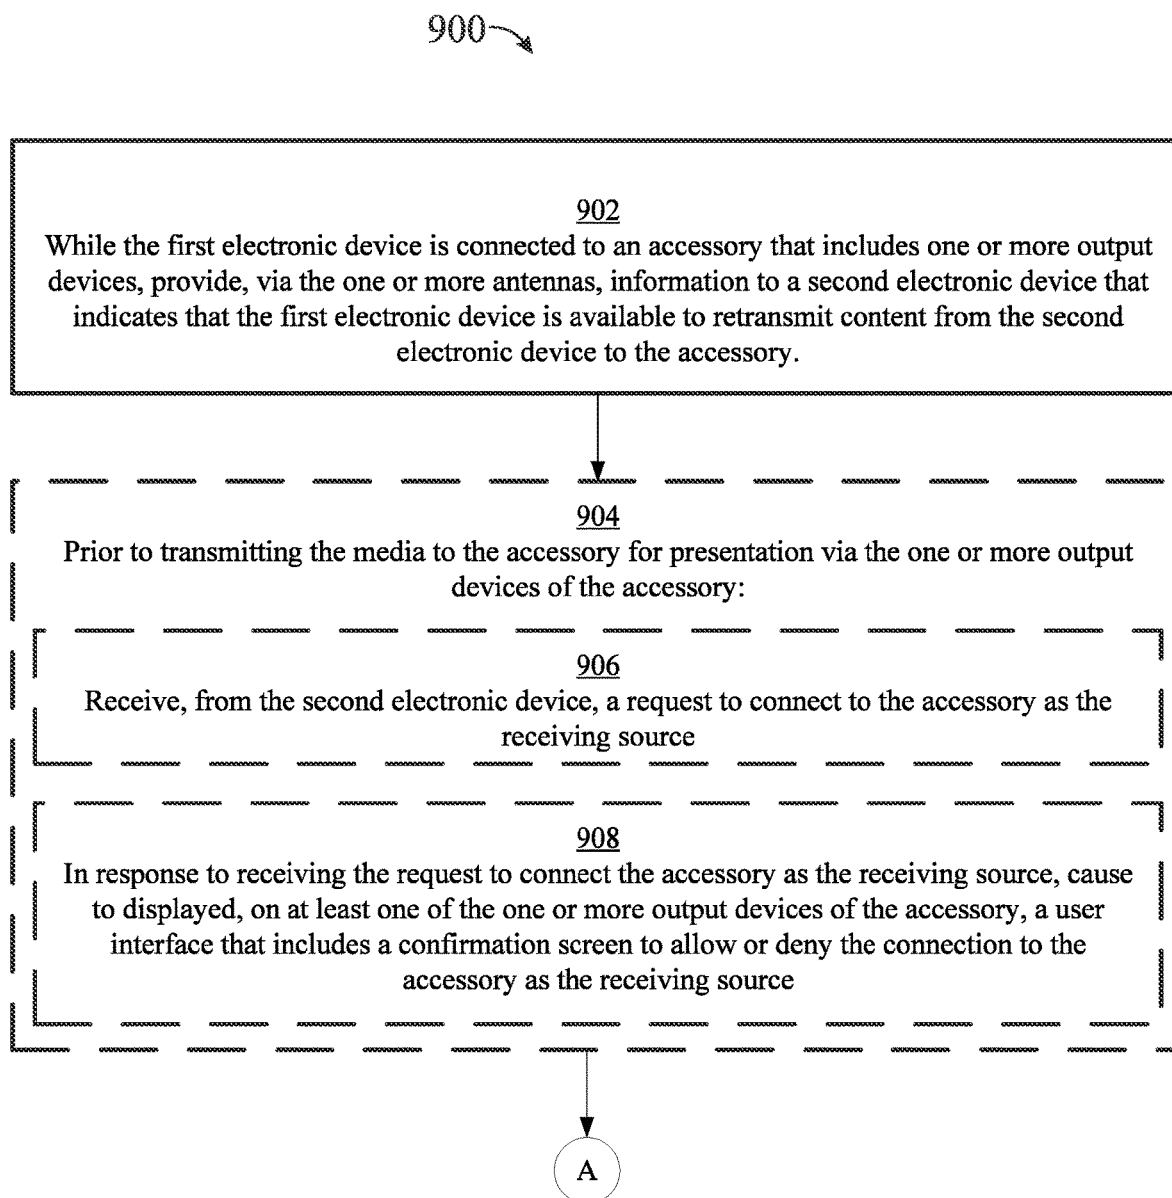 900
902
While the first electronic device is connected to an accessory that includes one or more output
devices, provide, via the one or more antennas, information to a second electronic device that
indicates that the first electronic device is available to retransmit content from the second
electronic device to the accessory.
904
Prior to transmitting the media to the accessory for presentation via the one or more output
devices of the accessory:
906
Receive, from the second electronic device, a request to connect to the accessory as the
receiving source
908
In response to receiving the request to connect the accessory as the receiving source, cause
to displayed, on at least one of the one or more output devices of the accessory, a user
interface that includes a confirmation screen to allow or deny the connection to the
accessory as the receiving source
A